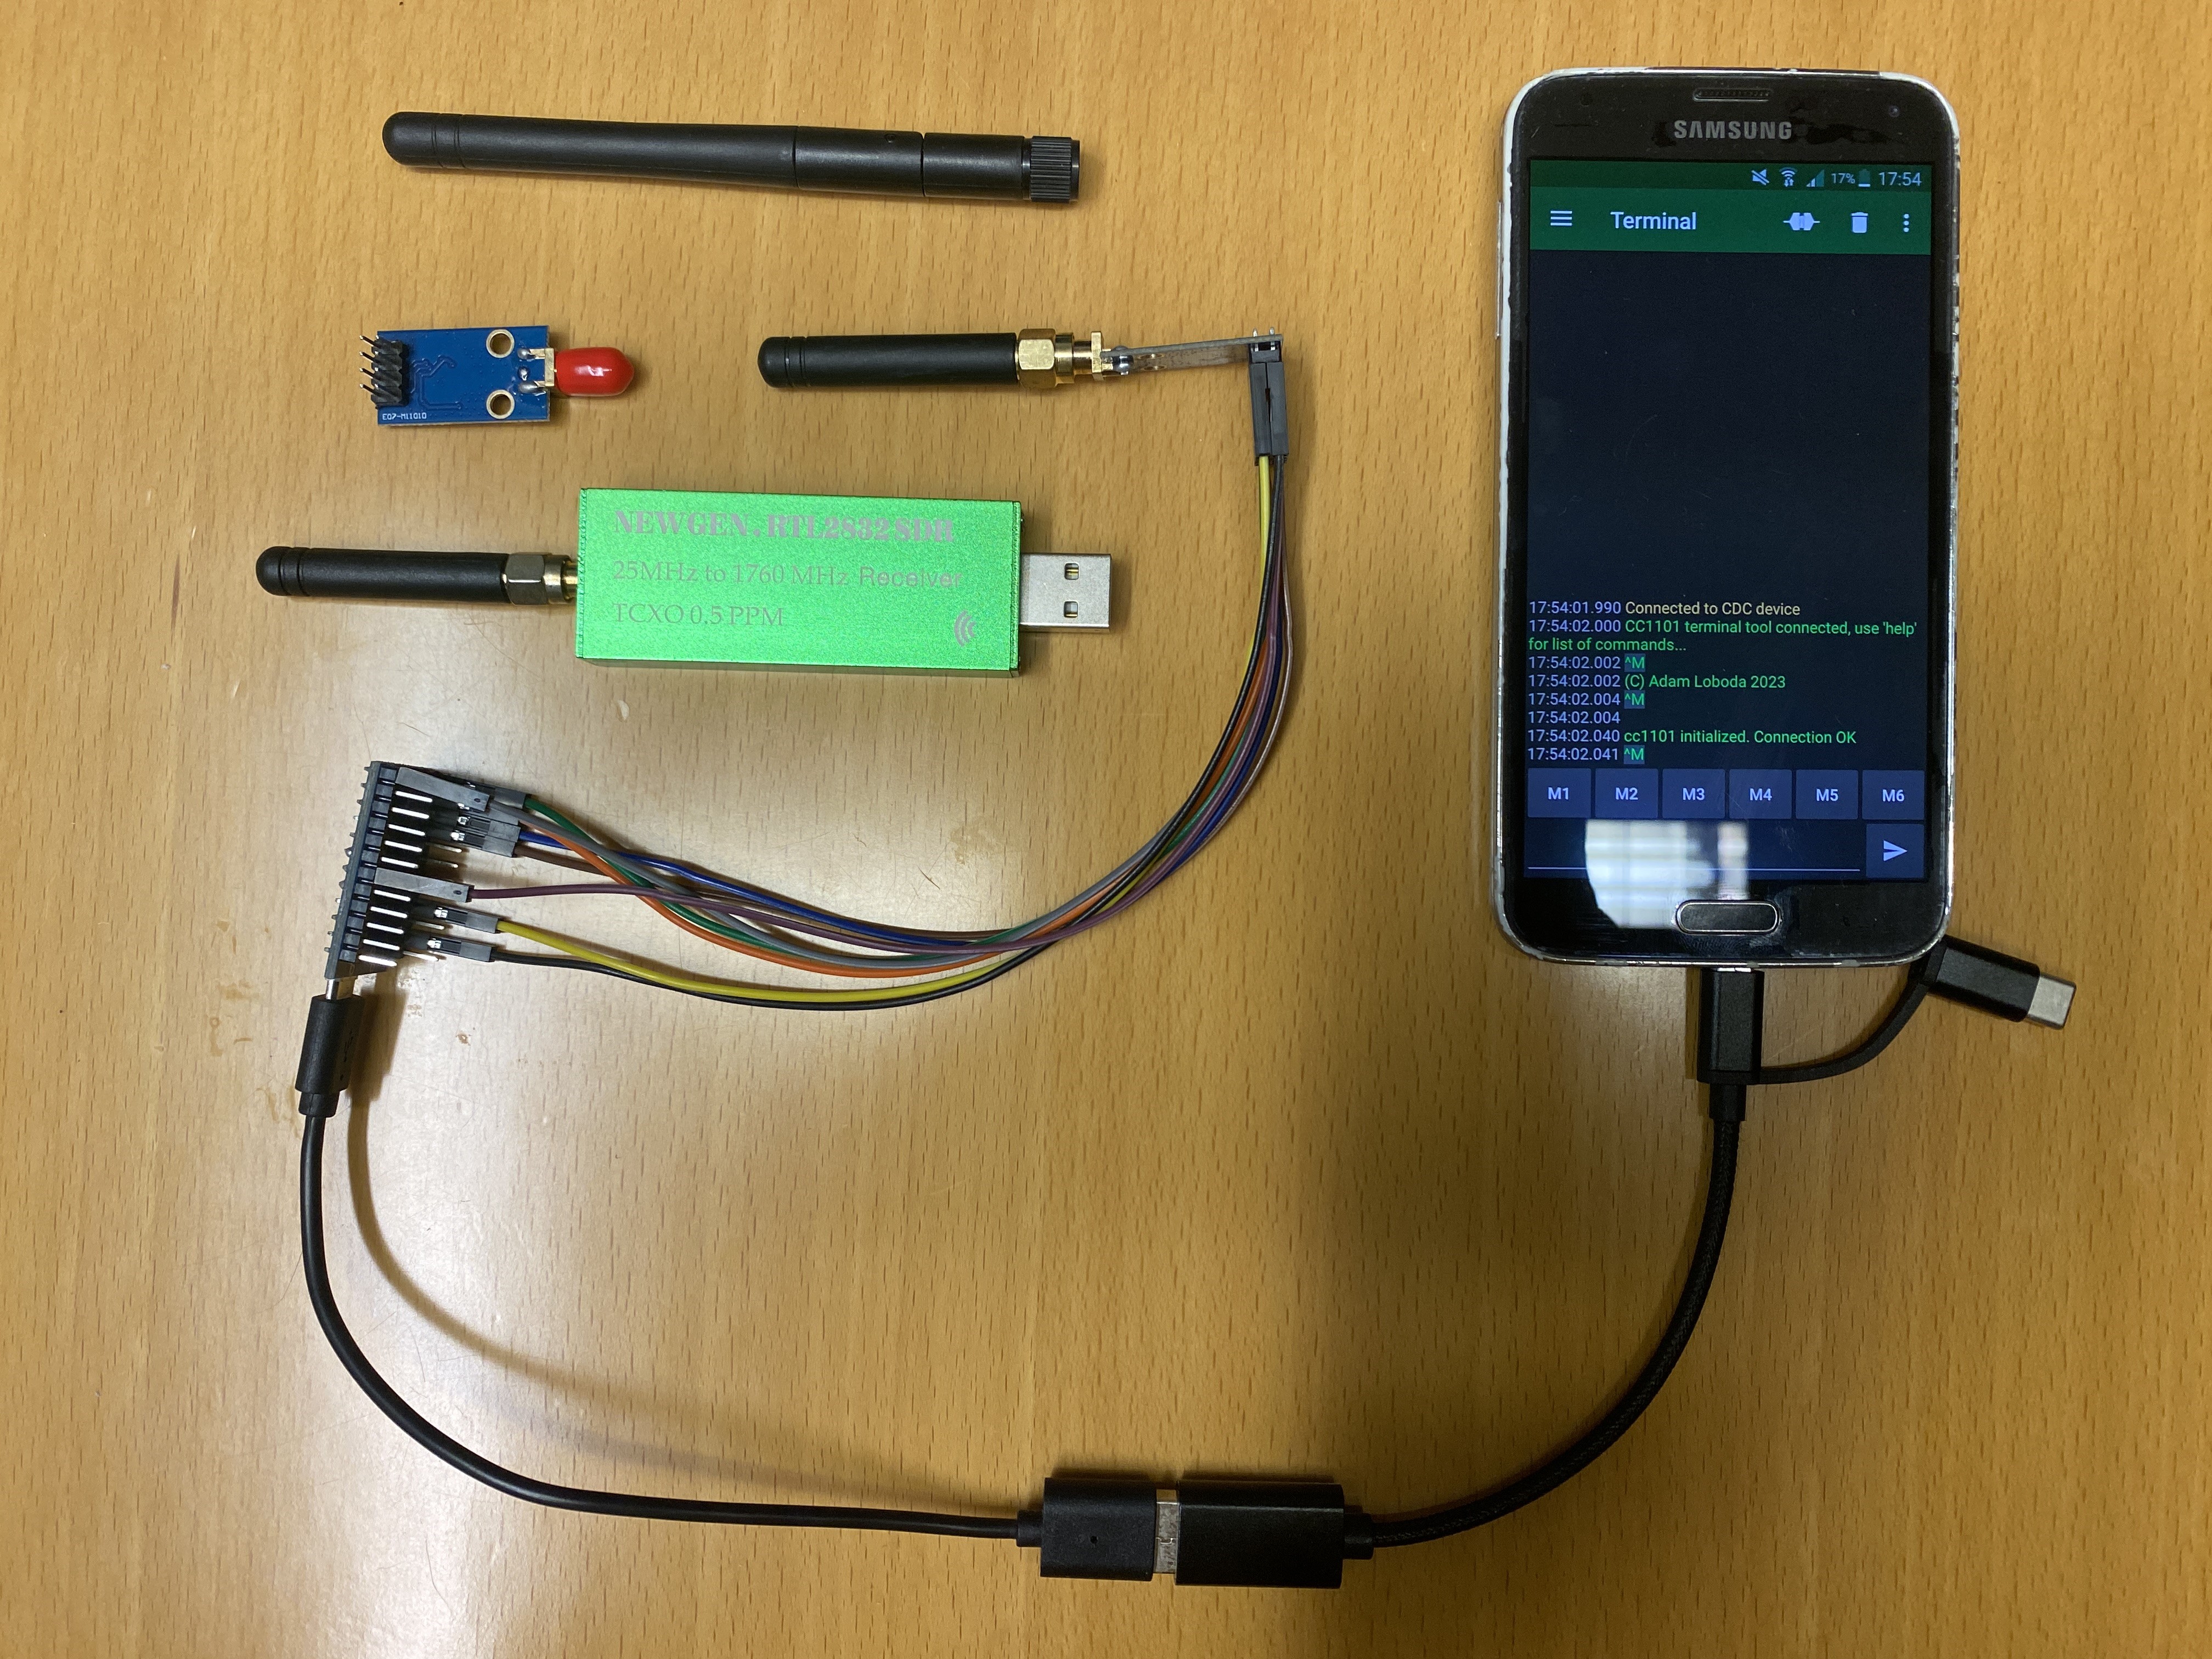 SAMSUNG
17% 17:54
Terminal
17:54:01.990 Connected to CDC device
17:54:02.000 CC1101 terminal tool connected, use 'help'
for list of commands...
17:54:02.002 ^M
17:54:02.002 (C) Adam Loboda 2023
17:54:02.004 ^M
17:54:02.004
17:54:02.040 cc1101 initialized. Connection OK
17:54:02.041 ^M
M1 M2 M3 M4 M5 M6
E07-M1101D
NEWGEN.RTL2832 SDR
25MHz to 1760 MHz Receiver
TCXO 0.5 PPM